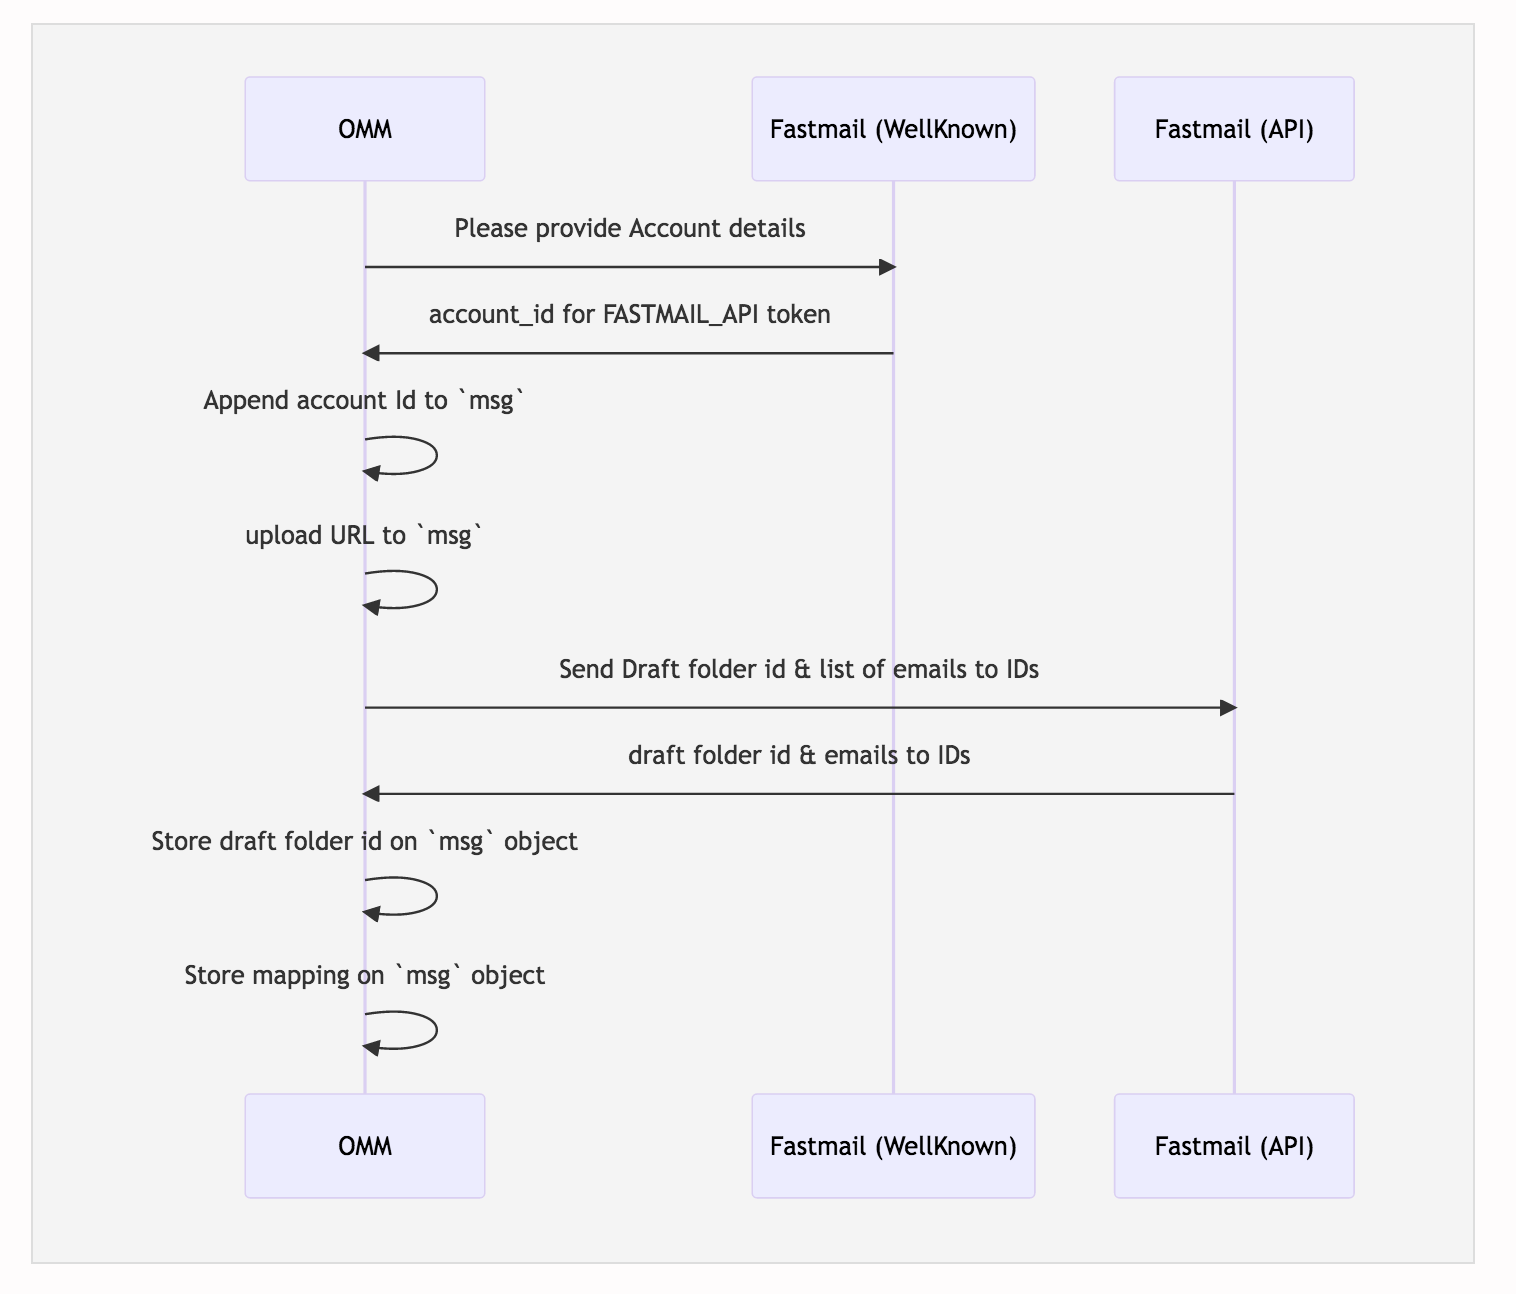 OMM
Fastmail (WellKnown)
Fastmail (API)
Please provide Account details
account_id for FASTMAIL_API token
Append account Id to `msg`
upload URL to `msg`
Send Draft folder id & list of emails to IDs
draft folder id & emails to IDs
Store draft folder id on `msg` object
Store mapping on `msg` object
OMM
Fastmail (WellKnown)
Fastmail (API)